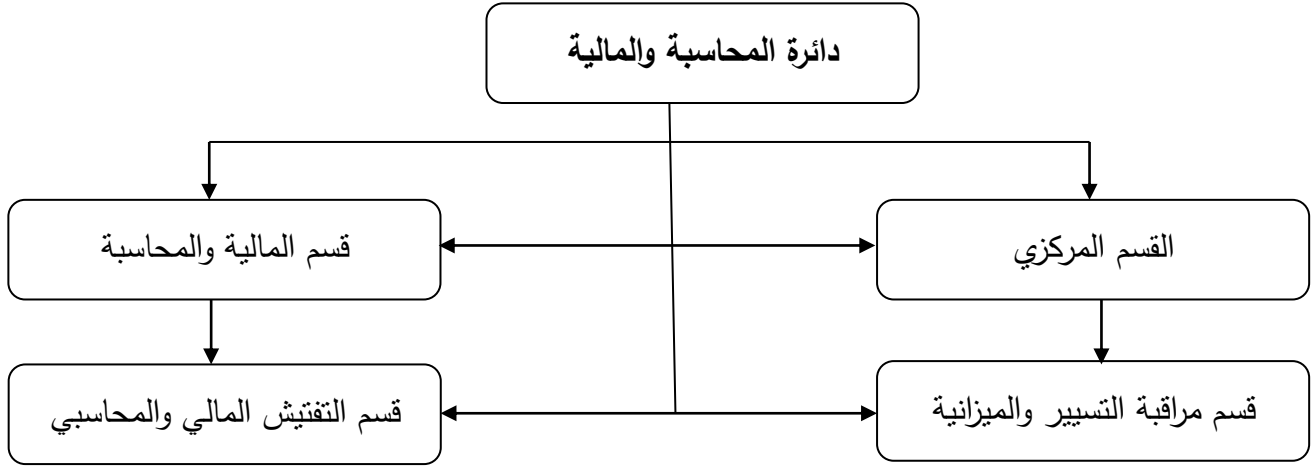 دائرة المحاسبة والمالية
القسم المركزي
قسم المالية والمحاسبة
قسم مراقبة التسيير والميزانية
قسم التفتيش المالي والمحاسبي